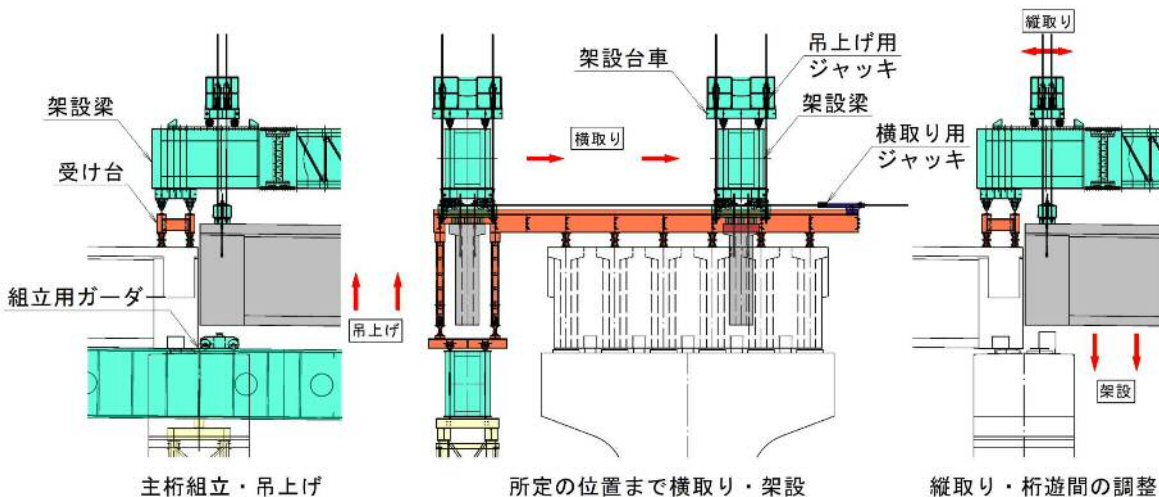 架設梁
受け台
組立用ガーダー
吊上げ
主桁組立・吊上げ
架設台車
吊上げ用
ジャッキ
架設梁
横取り
横取り用
ジャッキ
所定の位置まで横取り・架設
縦取り
架設
縦取り・桁遊間の調整